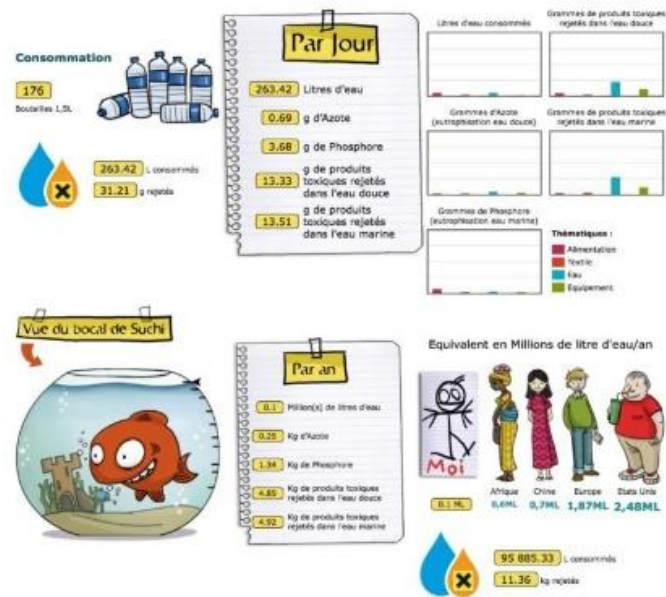 Consommation
176
Bouteilles 1,5L
263.42 L consommés
31.21 g rejetés
Par Jour
263.42 Litres d'eau
0.69 g d'Azote
3.68 g de Phosphore
13.33 g de produits
toxiques rejetés
dans l'eau douce
13.51 g de produits
toxiques rejetés
dans l'eau marine
Litres d'eau consommés
Grammes de produits toxiques
rejetés dans l'eau douce
Grammes d'Azote
(eutrophisation eau douce)
Grammes de produits toxiques
rejetés dans l'eau marine
Grammes de Phosphore
(eutrophisation eau marine)
Thématiques :
Alimentation
Textile
Eau
Equipement
Vue du bocal de Suchi
Par an
0.1 Million(s) de litres d'eau
0.25 Kg d'Azote
1.34 Kg de Phosphore
4.85 Kg de produits toxiques
rejetés dans l'eau douce
4.92 Kg de produits toxiques
rejetés dans l'eau marine
Equivalent en Millions de litre d'eau/an
Moi
Afrique Chine Europe Etats Unis
0.1 ML 0,6ML 0,7ML 1,87ML 2,48ML
95 885.33 L consommés
11.36 kg rejetés